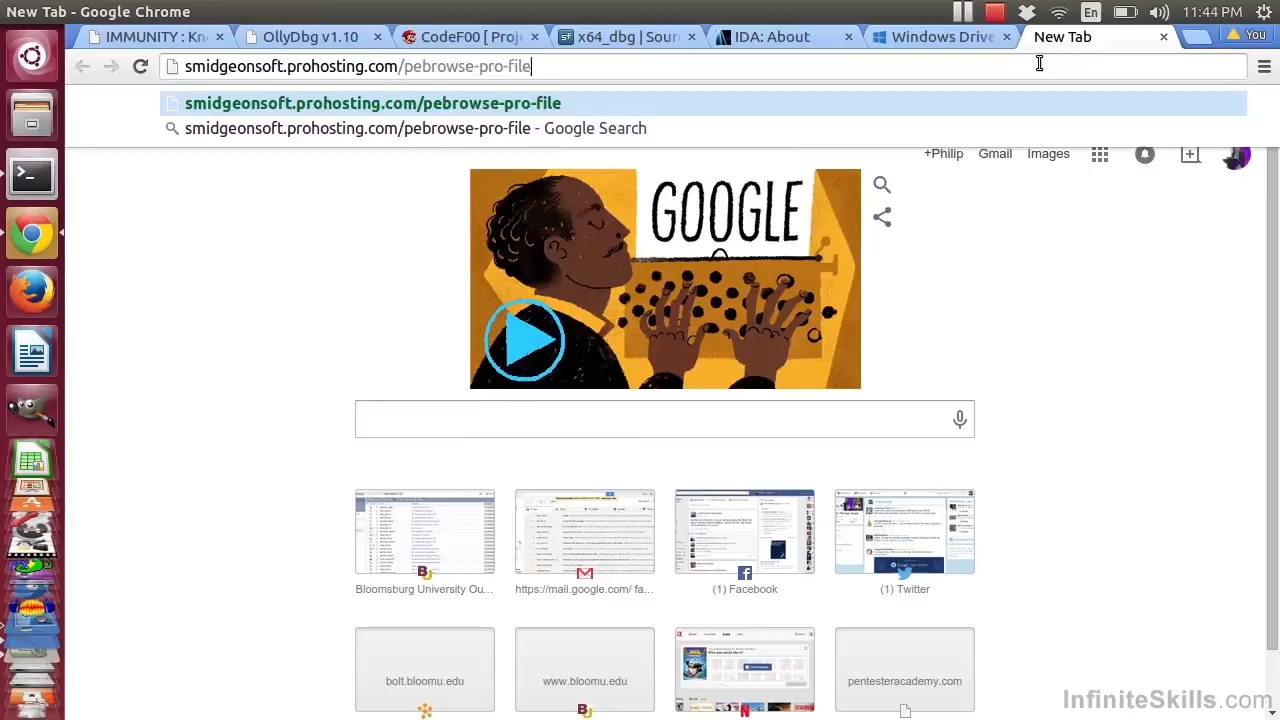 New Tab - Google Chrome
En
11:44 PM
IMMUNITY : Kn
OllyDbg v1.10
CodeF00 [ Proj
x64_dbg | Sour
IDA: About
Windows Drive
New Tab
You
smidgeonsoft.prohosting.com/pebrowse-pro-file
smidgeonsoft.prohosting.com/pebrowse-pro-file
smidgeonsoft.prohosting.com/pebrowse-pro-file - Google Search
+Philip Gmail Images
GOOGLE
Bloomsburg University Ou...
https://mail.google.com/ fa...
(1) Facebook
(1) Twitter
bolt.bloomu.edu
www.bloomu.edu
pentesteracademy.com
InfiniteSkills.com